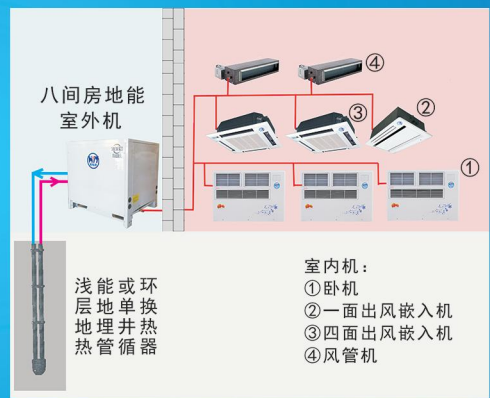 八间房地能
室外机
④
③
②
①
浅能或环
层地单换
地埋井热
热管循器
室内机：
①卧机
②一面出风嵌入机
③四面出风嵌入机
④风管机